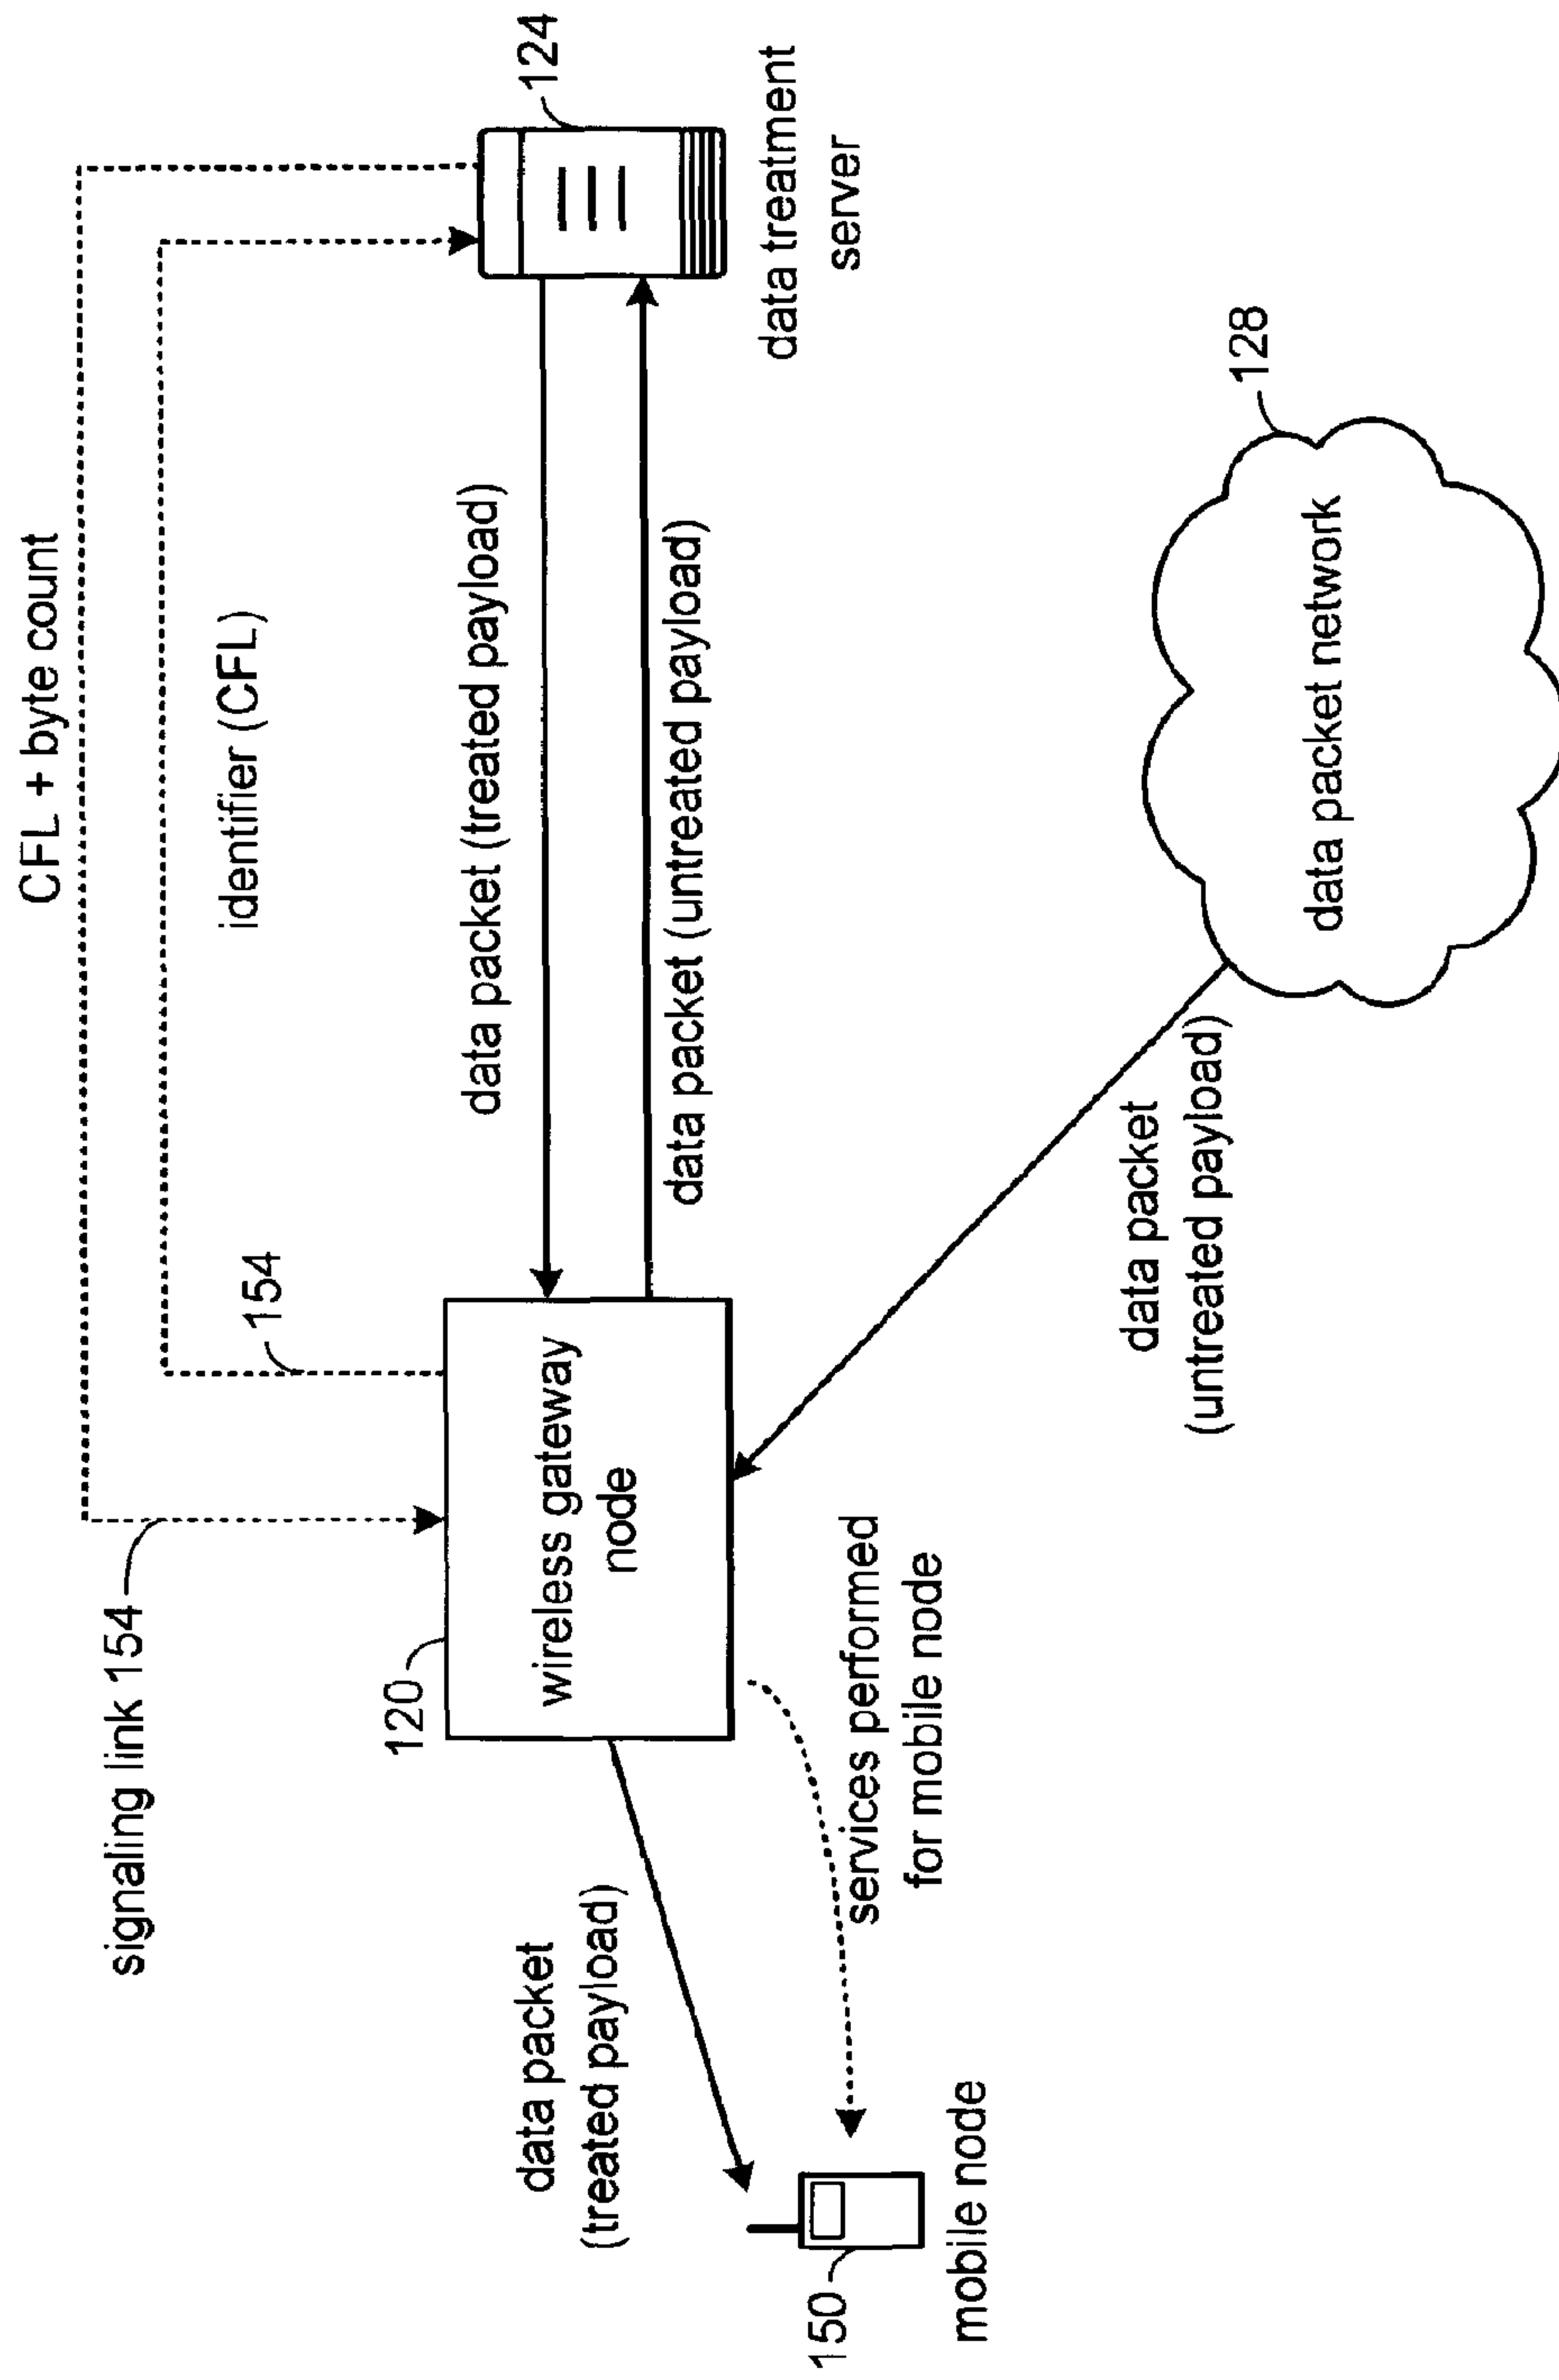 CFL + byte count
signaling link 154
154
identifier (CFL)
124
data treatment
server
120
wireless gateway
node
data packet (treated payload)
data packet (untreated payload)
data packet
(treated payload)
services performed
for mobile node
150
mobile node
data packet
(untreated payload)
128
data packet network